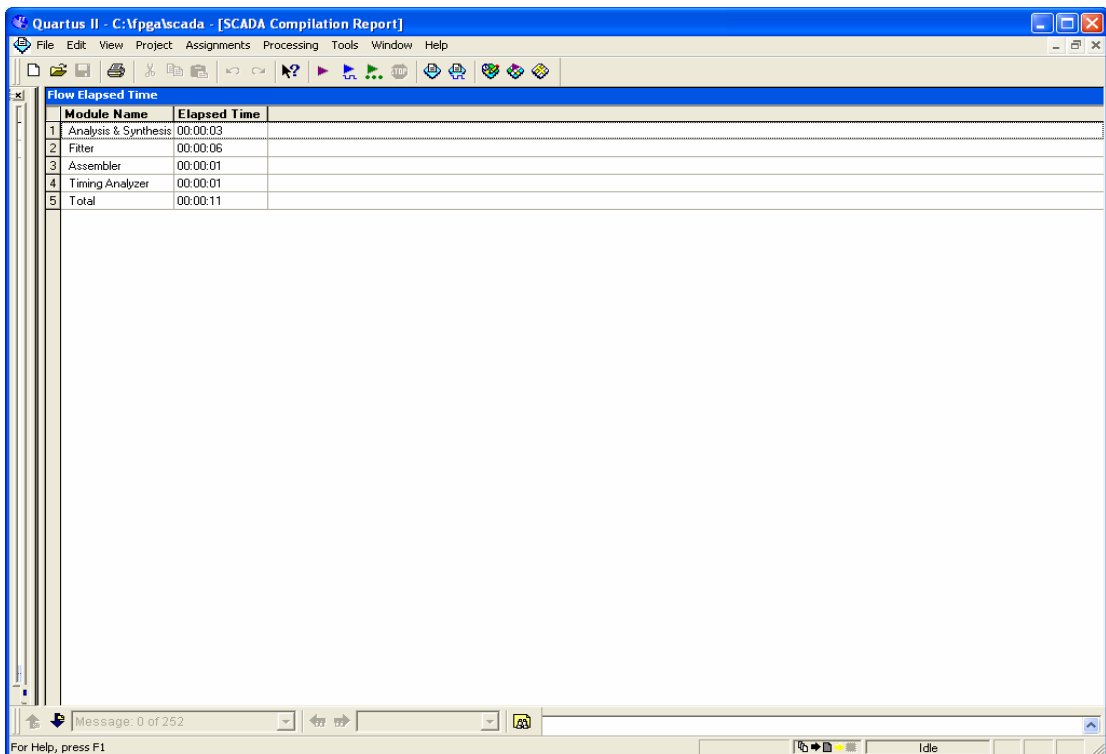 Quartus II - C:\fpga\scada - [SCADA Compilation Report]
File Edit View Project Assignments Processing Tools Window Help
STOP
Flow Elapsed Time
Module Name Elapsed Time
1 Analysis & Synthesis 00:00:03
2 Fitter 00:00:06
3 Assembler 00:00:01
4 Timing Analyzer 00:00:01
5 Total 00:00:11
Message: 0 of 252
For Help, press F1 Idle